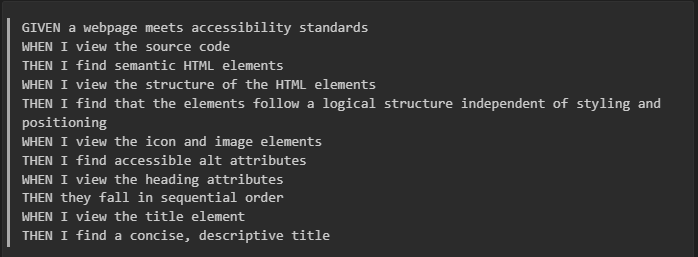 GIVEN a webpage meets accessibility standards
WHEN I view the source code
THEN I find semantic HTML elements
WHEN I view the structure of the HTML elements
THEN I find that the elements follow a logical structure independent of styling and
positioning
WHEN I view the icon and image elements
THEN I find accessible alt attributes
WHEN I view the heading attributes
THEN they fall in sequential order
WHEN I view the title element
THEN I find a concise, descriptive title